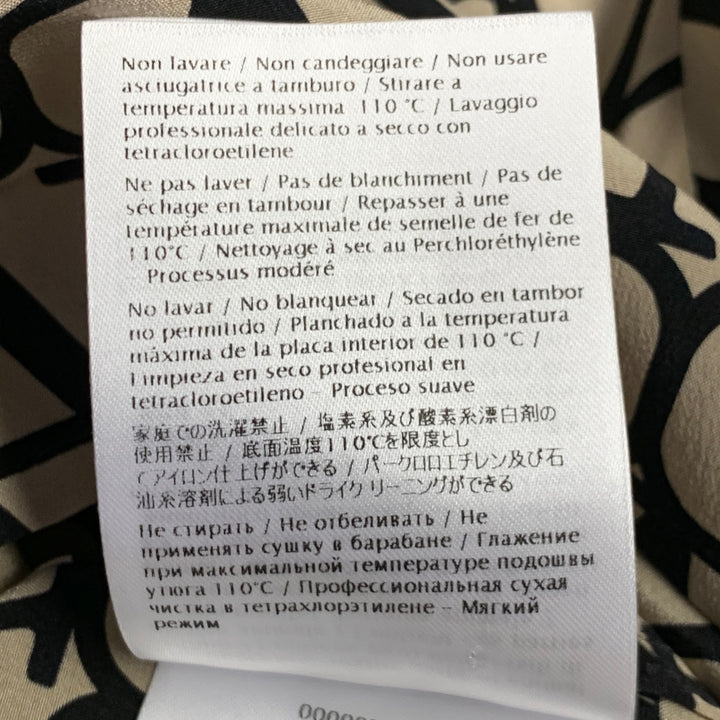 Non lavare / Non candeggiare / Non usare
asciugatrice a tamburo / Stirare a
temperatura massima 110 °C / Lavaggio
professionale delicato a secco con
tetracloroetilene
Ne pas laver / Pas de blanchiment / Pas de
séchage en tambour / Repasser à une
température maximale de semelle de fer de
110°C / Nettoyage à sec au Perchloréthylène
- Processus modéré
No lavar / No blanquear / Secado en tambor
no permitido / Planchado a la temperatura
máxima de la placa interior de 110 °C /
Limpieza en seco profesional en
tetracloroetileno - Proceso suave
家庭での洗濯禁止 / 塩素系及び酸素系漂白剤の
使用禁止 / 底面温度110℃を限度とし
てアイロン仕上げができる / パークロロエチレン及び石
油系溶剤による弱いドライクリーニングができる
Не стирать / Не отбеливать / Не
применять сушку в барабане / Глажение
при максимальной температуре подошвы
утюга 110°C / Профессиональная сухая
чистка в тетрахлорэтилене – Мягкий
режим